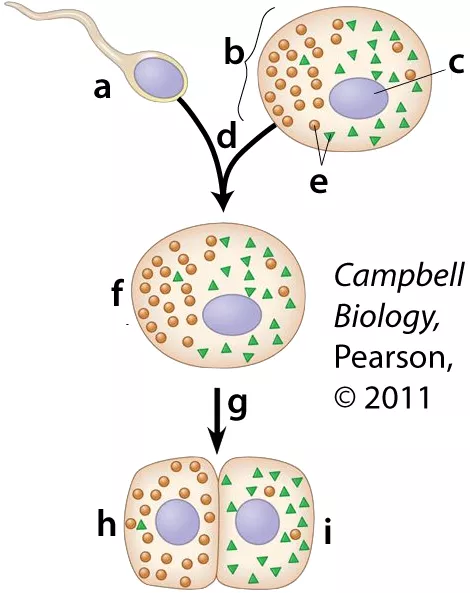 a
b
c
d
e
f
Campbell
Biology,
Pearson,
© 2011
g
h
i